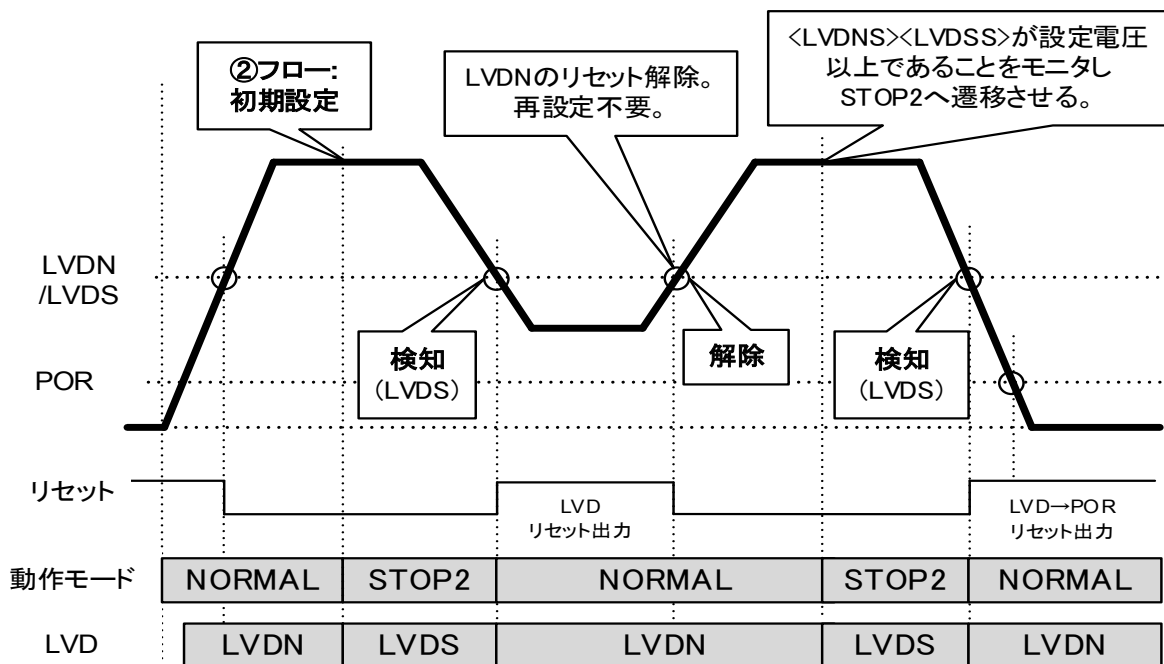 ②フロー:
初期設定
LVDNのリセット解除。
再設定不要。
<LVDNS><LVDSS>が設定電圧
以上であることをモニタし
STOP2へ遷移させる。
LVDN
/LVDS
検知
(LVDS)
解除
検知
(LVDS)
POR
リセット
LVD
リセット出力
LVD→POR
リセット出力
動作モード
NORMAL
STOP2
NORMAL
STOP2
NORMAL
LVD
LVDN
LVDS
LVDN
LVDS
LVDN